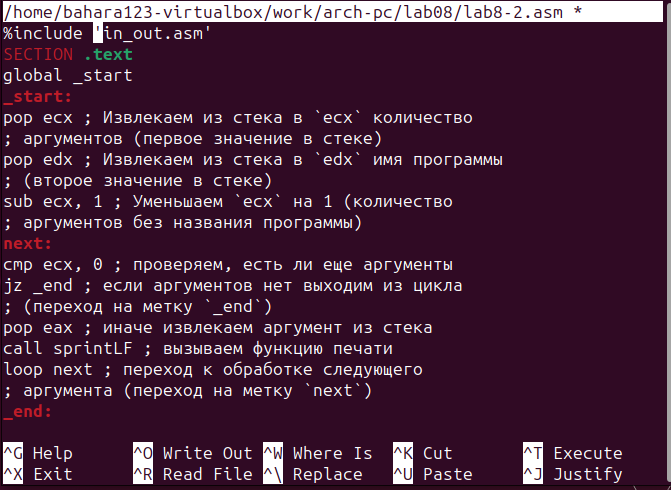 /home/bahara123-virtualbox/work/arch-pc/lab08/lab8-2.asm *
%include 'in_out.asm'
SECTION .text
global _start
_start:
pop ecx ; Извлекаем из стека в `ecx` количество
; аргументов (первое значение в стеке)
pop edx ; Извлекаем из стека в `edx` имя программы
; (второе значение в стеке)
sub ecx, 1 ; Уменьшаем `ecx` на 1 (количество
; аргументов без названия программы)
next:
cmp ecx, 0 ; проверяем, есть ли еще аргументы
jz _end ; если аргументов нет выходим из цикла
; (переход на метку `_end`)
pop eax ; иначе извлекаем аргумент из стека
call sprintLF ; вызываем функцию печати
loop next ; переход к обработке следующего
; аргумента (переход на метку `next`)
_end:
^G Help ^O Write Out ^W Where Is ^K Cut ^T Execute
^X Exit ^R Read File ^\ Replace ^U Paste ^J Justify